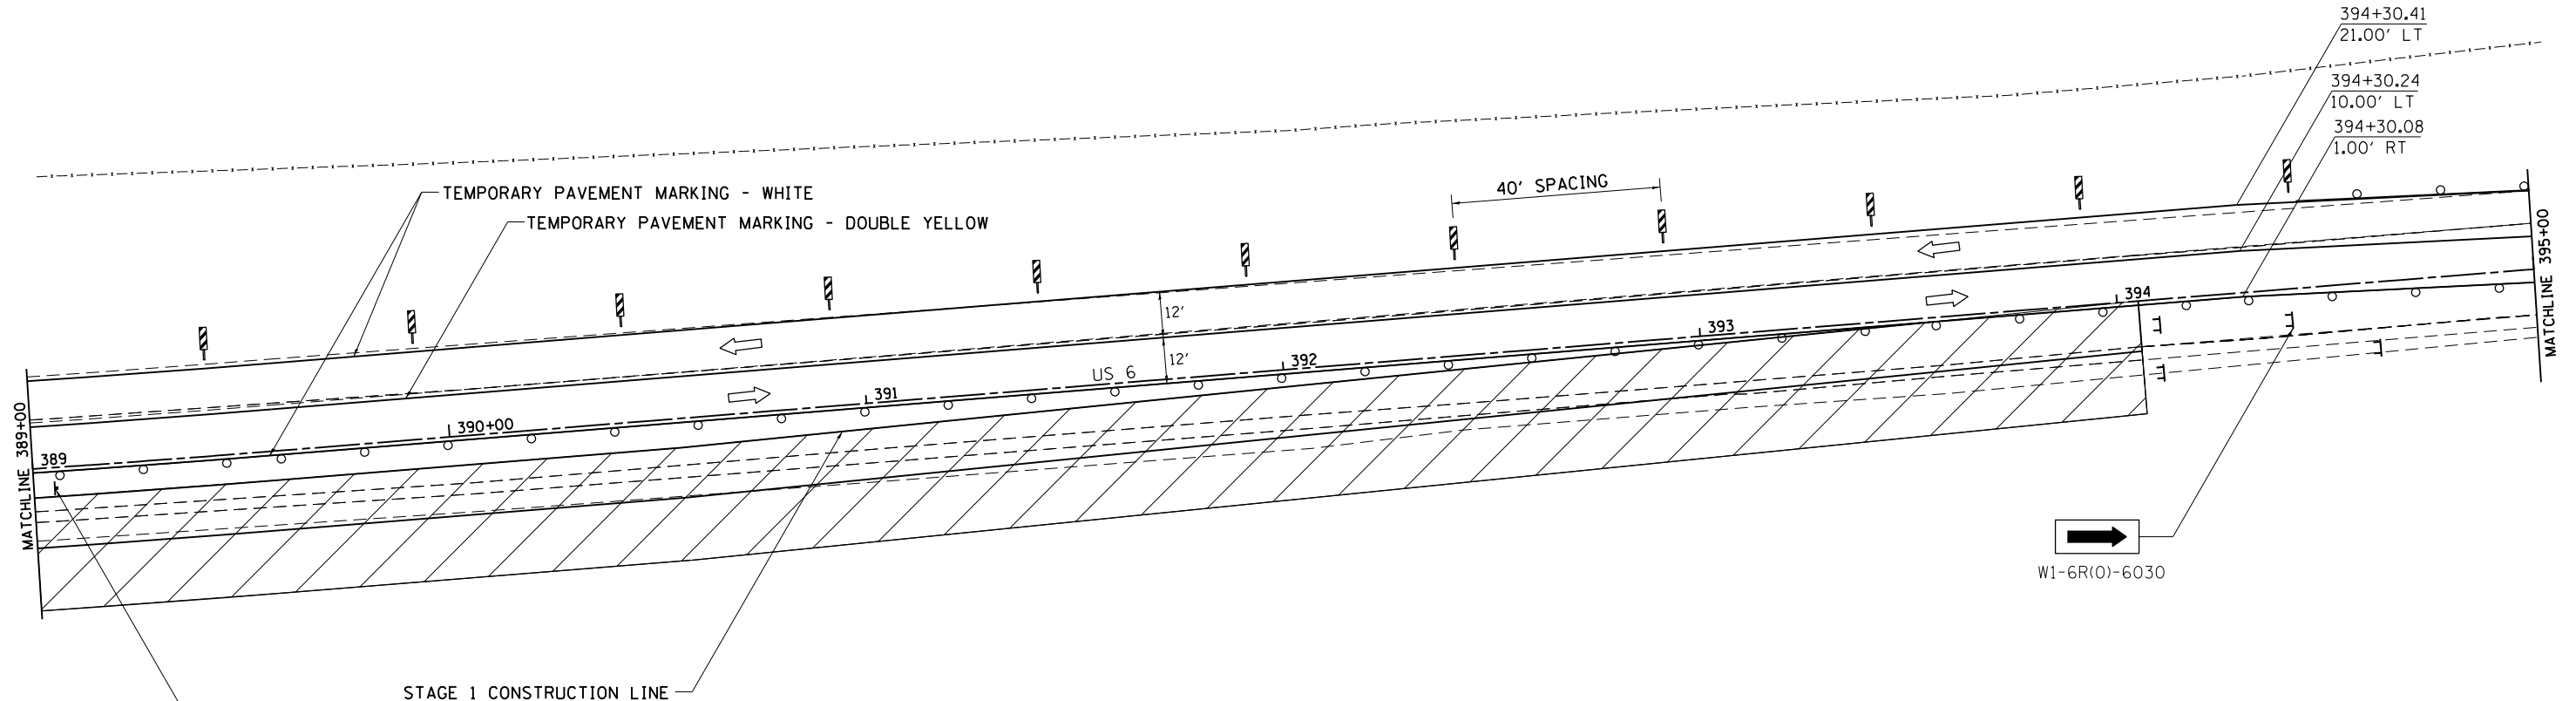 394+30.41
21.00' LT
394+30.24
10.00' LT
394+30.08
1.00' RT
TEMPORARY PAVEMENT MARKING - WHITE
TEMPORARY PAVEMENT MARKING - DOUBLE YELLOW
40' SPACING
MATCHLINE 395+00
394
12'
393
12'
392
US 6
391
390+00
389
MATCHLINE 389+00
W1-6R(O)-6030
STAGE 1 CONSTRUCTION LINE